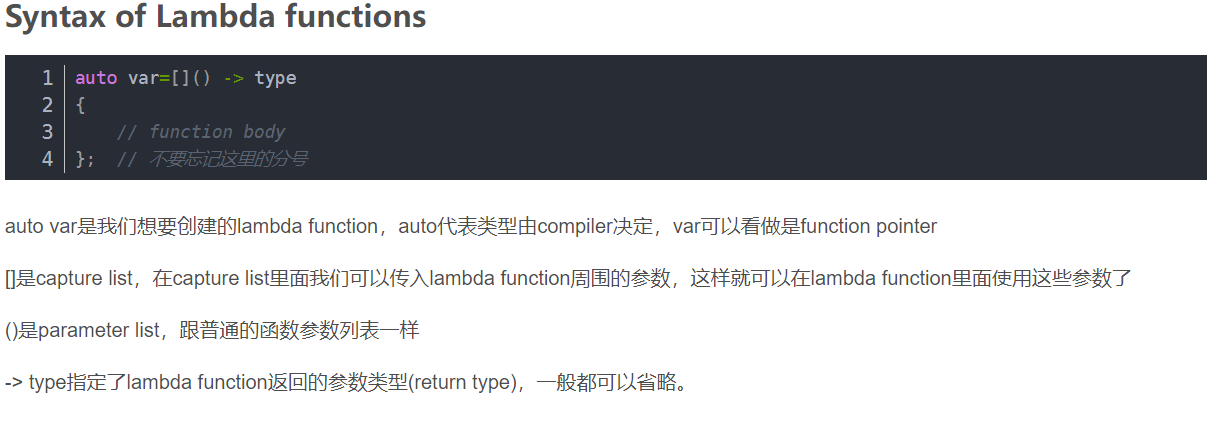 Syntax of Lambda functions
1 auto var=[]() -> type
2 {
3     // function body
4 };  // 不要忘记这里的分号
auto var是我们想要创建的lambda function，auto代表类型由compiler决定，var可以看做是function pointer
[]是capture list，在capture list里面我们可以传入lambda function周围的参数，这样就可以在lambda function里面使用这些参数了
()是parameter list，跟普通的函数参数列表一样
-> type指定了lambda function返回的参数类型(return type)，一般都可以省略。